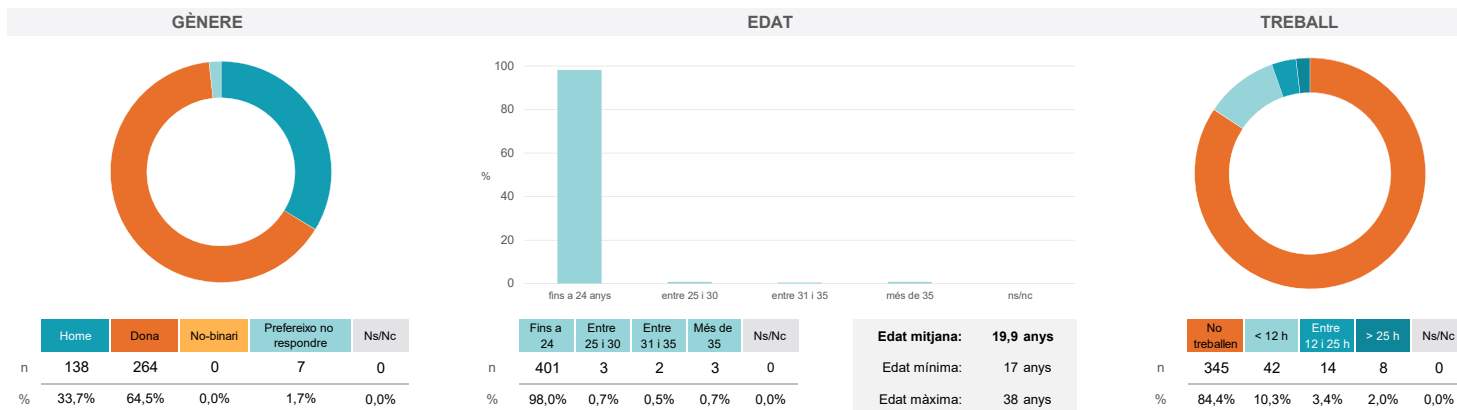 GÈNERE
EDAT
TREBALL
100
80
60
%
40
20
0
fins a 24 anys entre 25 i 30 entre 31 i 35 més de 35 ns/nc
Home Dona No-binari Prefereixo no respondre Ns/Nc
n 138 264 0 7 0
% 33,7% 64,5% 0,0% 1,7% 0,0%
Fins a 24 Entre 25 i 30 Entre 31 i 35 Més de 35 Ns/Nc
n 401 3 2 3 0
% 98,0% 0,7% 0,5% 0,7% 0,0%
Edat mitjana: 19,9 anys
Edat mínima: 17 anys
Edat màxima: 38 anys
No treballen < 12 h Entre 12 i 25 h > 25 h Ns/Nc
n 345 42 14 8 0
% 84,4% 10,3% 3,4% 2,0% 0,0%